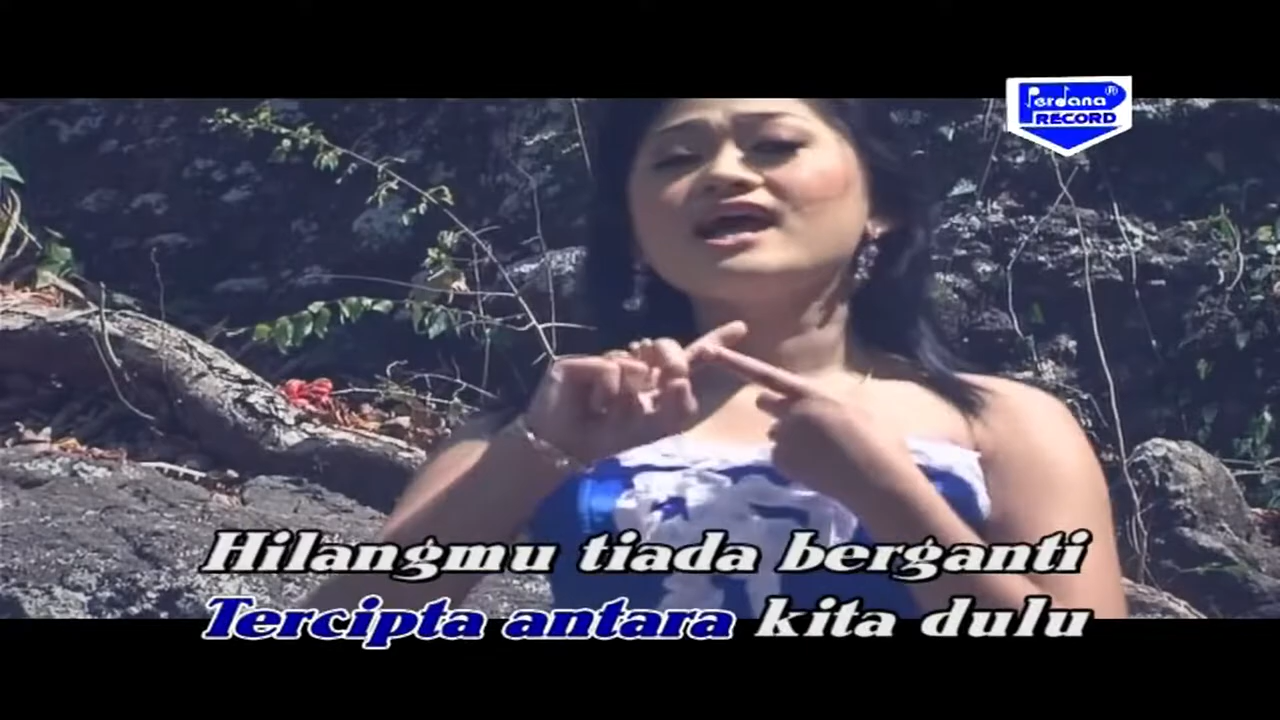 Perdana ®
RECORD
Hilangmu tiada berganti
Tercipta antara kita dulu